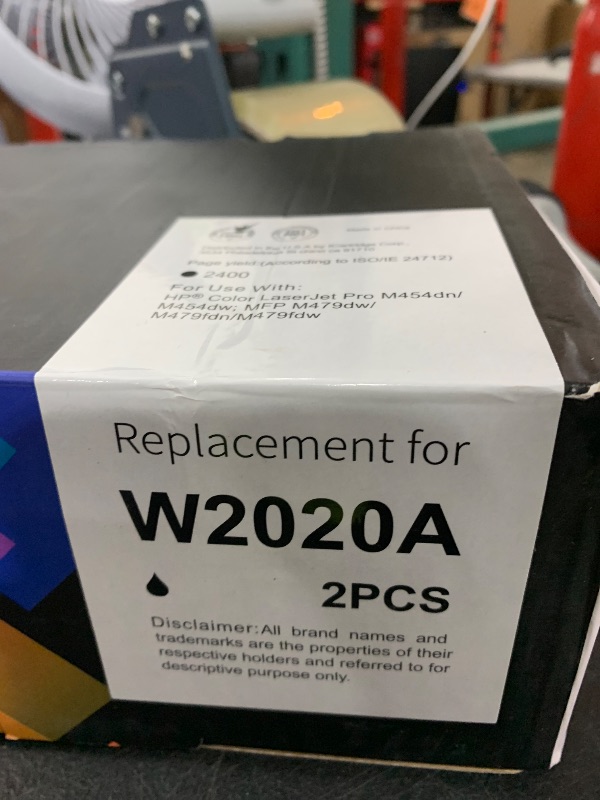 Page yield (According to ISO/IE 24712)
2400
For Use With:
HP® Color LaserJet Pro M454dn/
M454dw; MFP M479dw/
M479fdn/M479fdw
Replacement for
W2020A
2PCS
Disclaimer:All brand names and
trademarks are the properties of their
respective holders and referred to for
descriptive purpose only.